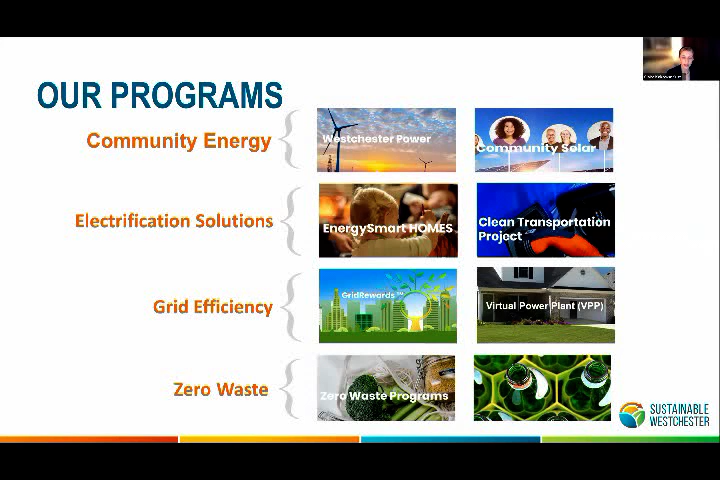 OUR PROGRAMS
Community Energy
Westchester Power
Community Solar
Electrification Solutions
EnergySmart HOMES
Clean Transportation
Project
Grid Efficiency
GridRewards™
Virtual Power Plant (VPP)
Zero Waste
Zero Waste Programs
SUSTAINABLE
WESTCHESTER